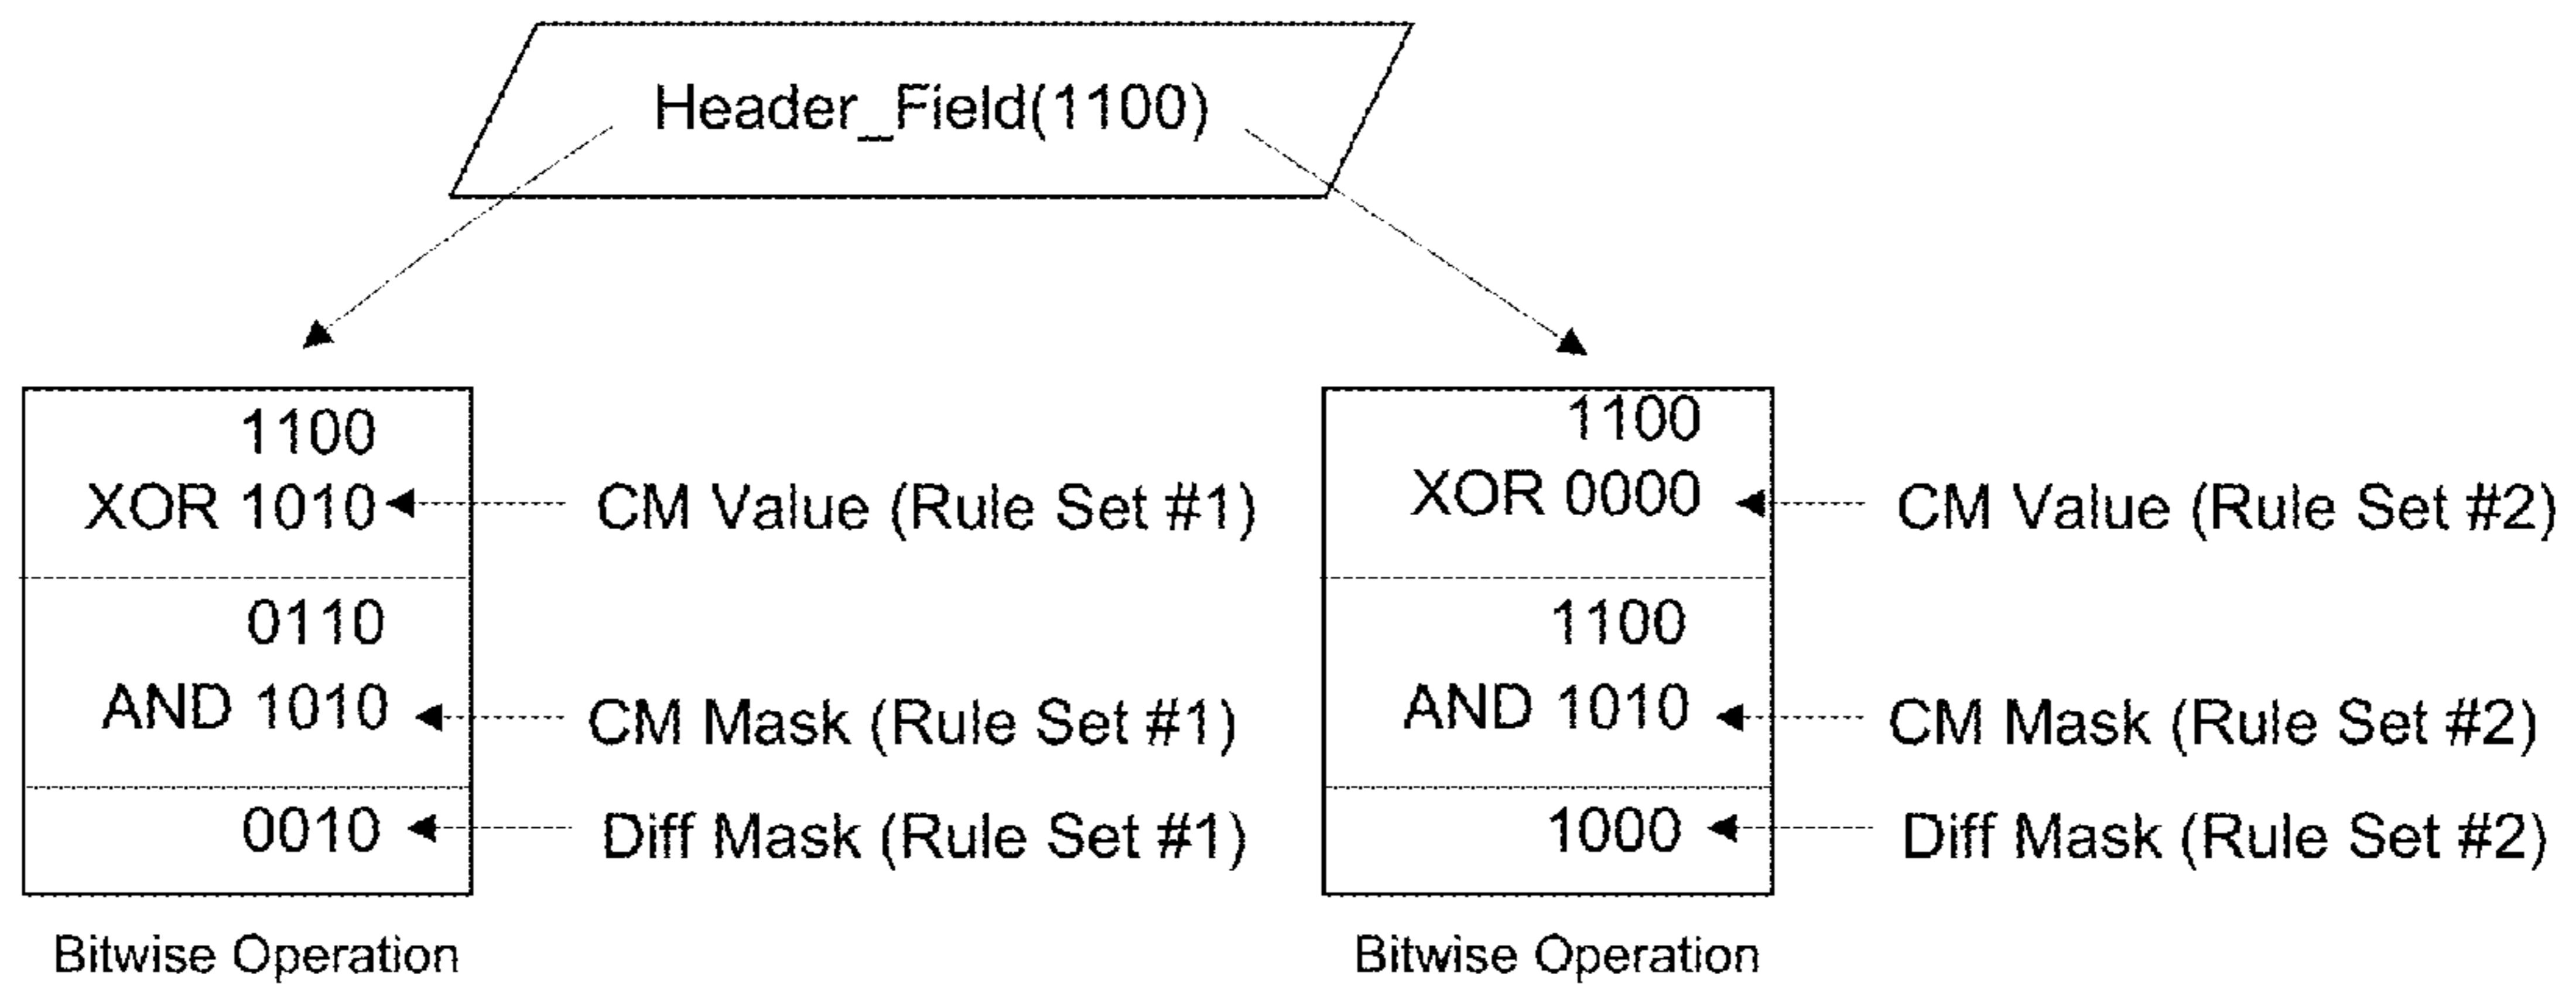 Header_Field(1100)
1100
XOR 1010
CM Value (Rule Set #1)
0110
AND 1010
CM Mask (Rule Set #1)
0010
Diff Mask (Rule Set #1)
Bitwise Operation
1100
XOR 0000
CM Value (Rule Set #2)
1100
AND 1010
CM Mask (Rule Set #2)
1000
Diff Mask (Rule Set #2)
Bitwise Operation